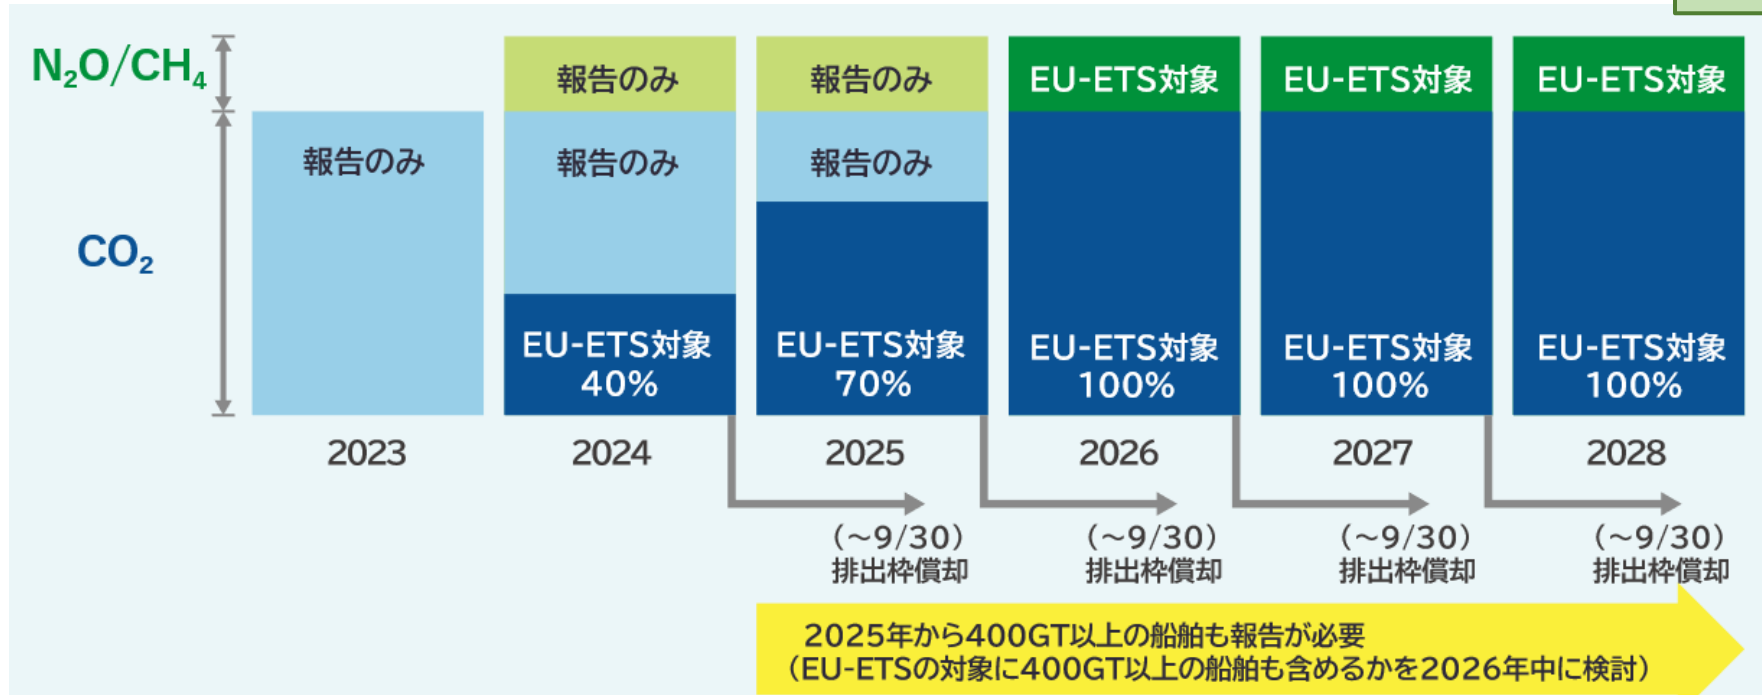 N₂O/CH₄
報告のみ
報告のみ
EU-ETS対象
EU-ETS対象
EU-ETS対象
CO₂
報告のみ
報告のみ
報告のみ
EU-ETS対象
40%
EU-ETS対象
70%
EU-ETS対象
100%
EU-ETS対象
100%
EU-ETS対象
100%
2023
2024
2025
2026
2027
2028
(~9/30)
排出枠償却
(~9/30)
排出枠償却
(~9/30)
排出枠償却
(~9/30)
排出枠償却
2025年から400GT以上の船舶も報告が必要
(EU-ETSの対象に400GT以上の船舶も含めるかを2026年中に検討)